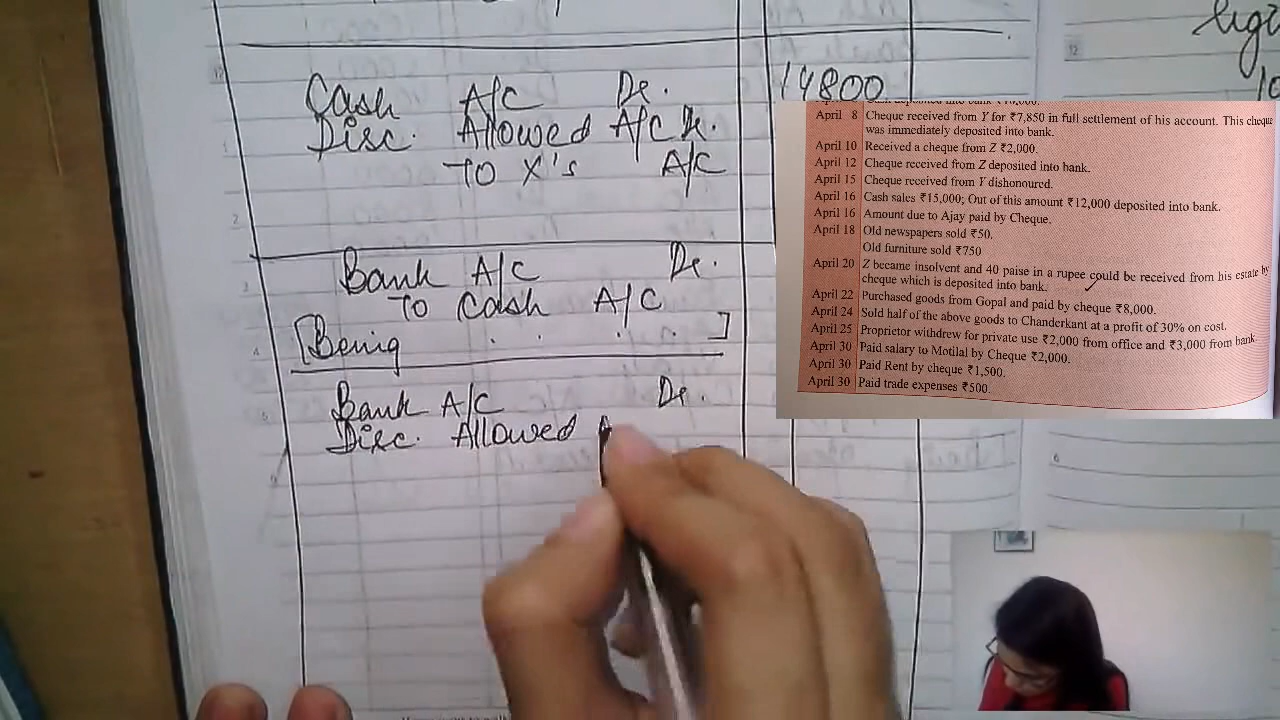 Cash A/C Dr. 14800
Disc. Allowed A/C Dr.
To X's A/C
Bank A/C Dr.
To Cash A/C
[Being . . . . ]
Bank A/C Dr.
Disc. Allowed A
April 8 Cheque received from Y for ₹7,850 in full settlement of his account. This cheque
was immediately deposited into bank.
April 10 Received a cheque from Z ₹2,000.
April 12 Cheque received from Z deposited into bank.
April 15 Cheque received from Y dishonoured.
April 16 Cash sales ₹15,000; Out of this amount ₹12,000 deposited into bank.
April 16 Amount due to Ajay paid by Cheque.
April 18 Old newspapers sold ₹50.
Old furniture sold ₹750
April 20 Z became insolvent and 40 paise in a rupee could be received from his estate by
cheque which is deposited into bank.
April 22 Purchased goods from Gopal and paid by cheque ₹8,000.
April 24 Sold half of the above goods to Chanderkant at a profit of 30% on cost.
April 25 Proprietor withdrew for private use ₹2,000 from office and ₹3,000 from bank.
April 30 Paid salary to Motilal by Cheque ₹2,000.
April 30 Paid Rent by cheque ₹1,500.
April 30 Paid trade expenses ₹500.